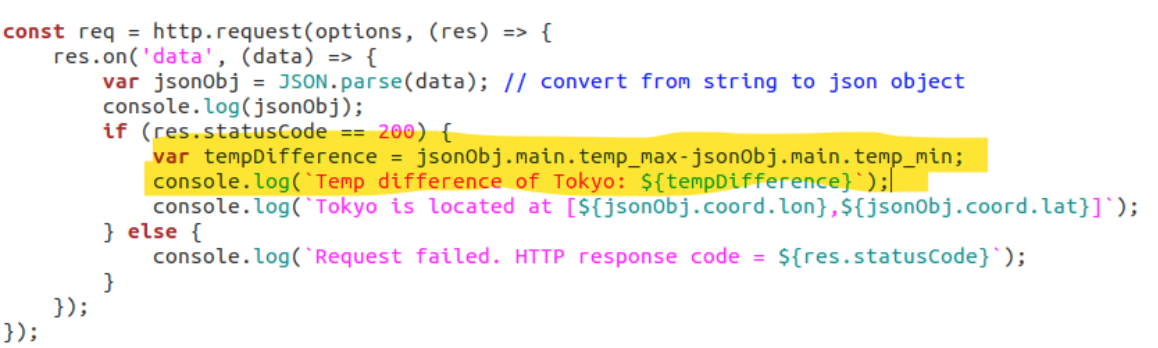 const req = http.request(options, (res) => {
    res.on('data', (data) => {
        var jsonObj = JSON.parse(data); // convert from string to json object
        console.log(jsonObj);
        if (res.statusCode == 200) {
            var tempDifference = jsonObj.main.temp_max-jsonObj.main.temp_min;
            console.log(`Temp difference of Tokyo: ${tempDifference}`);
            console.log(`Tokyo is located at [${jsonObj.coord.lon},${jsonObj.coord.lat}]`);
        } else {
            console.log(`Request failed. HTTP response code = ${res.statusCode}`);
        }
    });
});